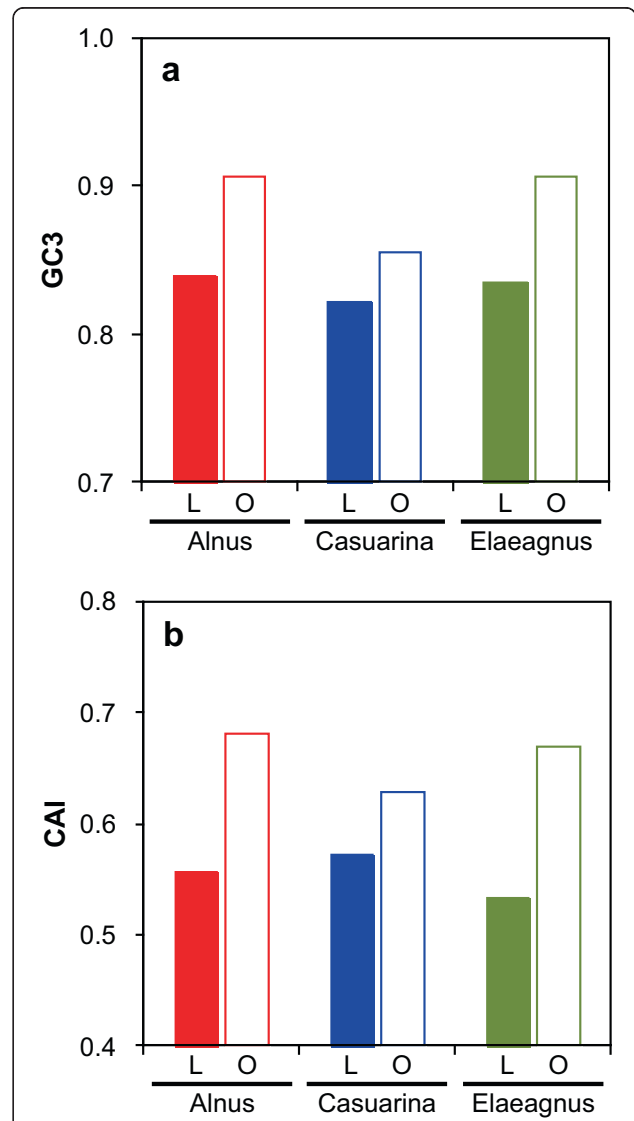 1.0
a
0.9
GC3
0.8
0.7
L O L O L O
Alnus Casuarina Elaeagnus
0.8
b
0.7
CAI
0.6
0.5
0.4
L O L O L O
Alnus Casuarina Elaeagnus